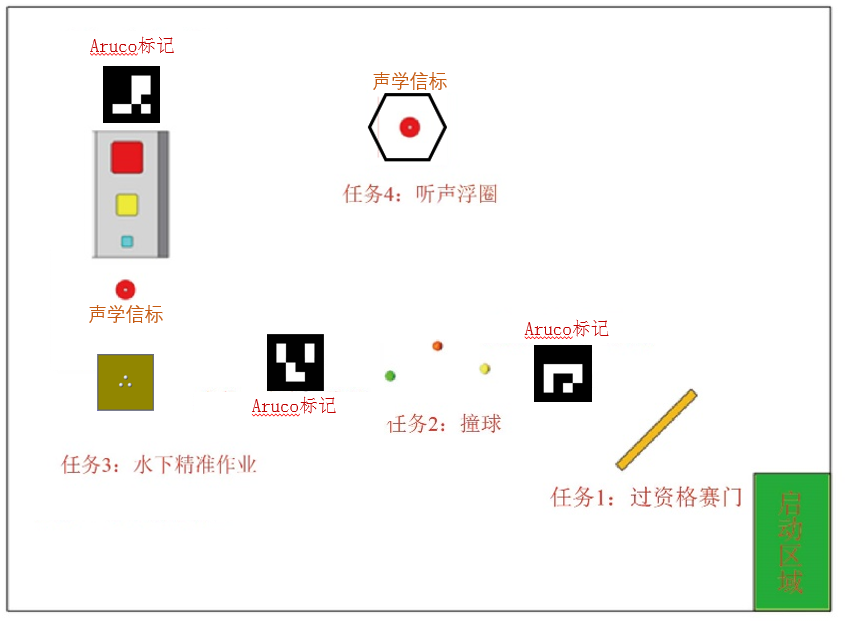 Aruco标记
声学信标
任务4：听声浮圈
声学信标
Aruco标记
Aruco标记
任务2：撞球
任务3：水下精准作业
任务1：过资格赛门
启动区域